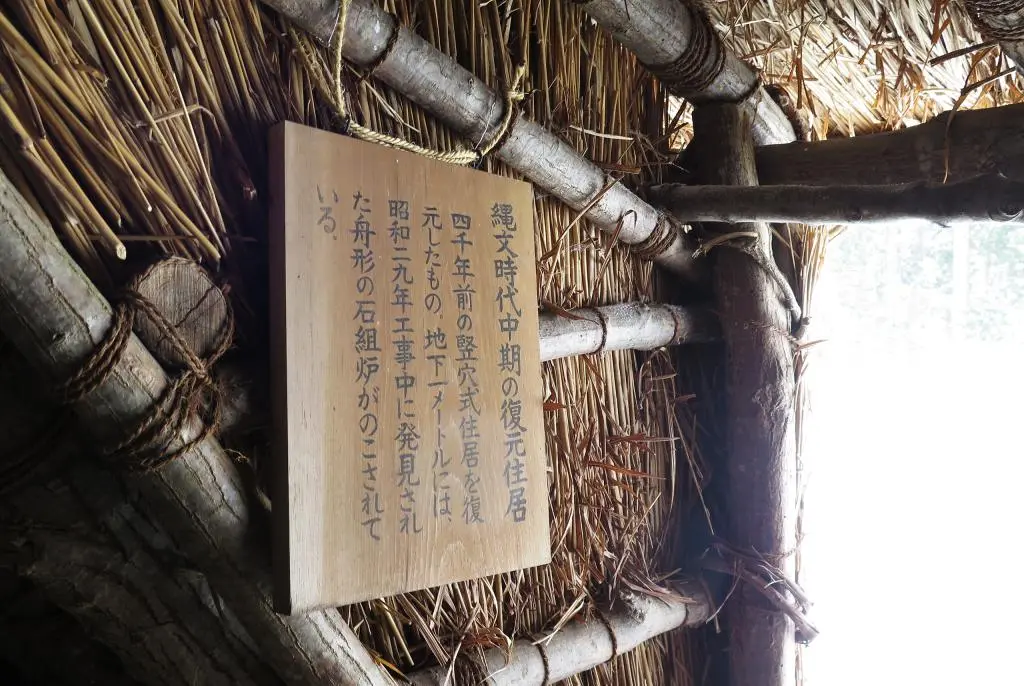 縄文時代中期の復元住居
四千年前の竪穴式住居を復
元したもの。地下一メートルには、
昭和二九年工事中に発見され
た舟形の石組炉がのこされて
いる。